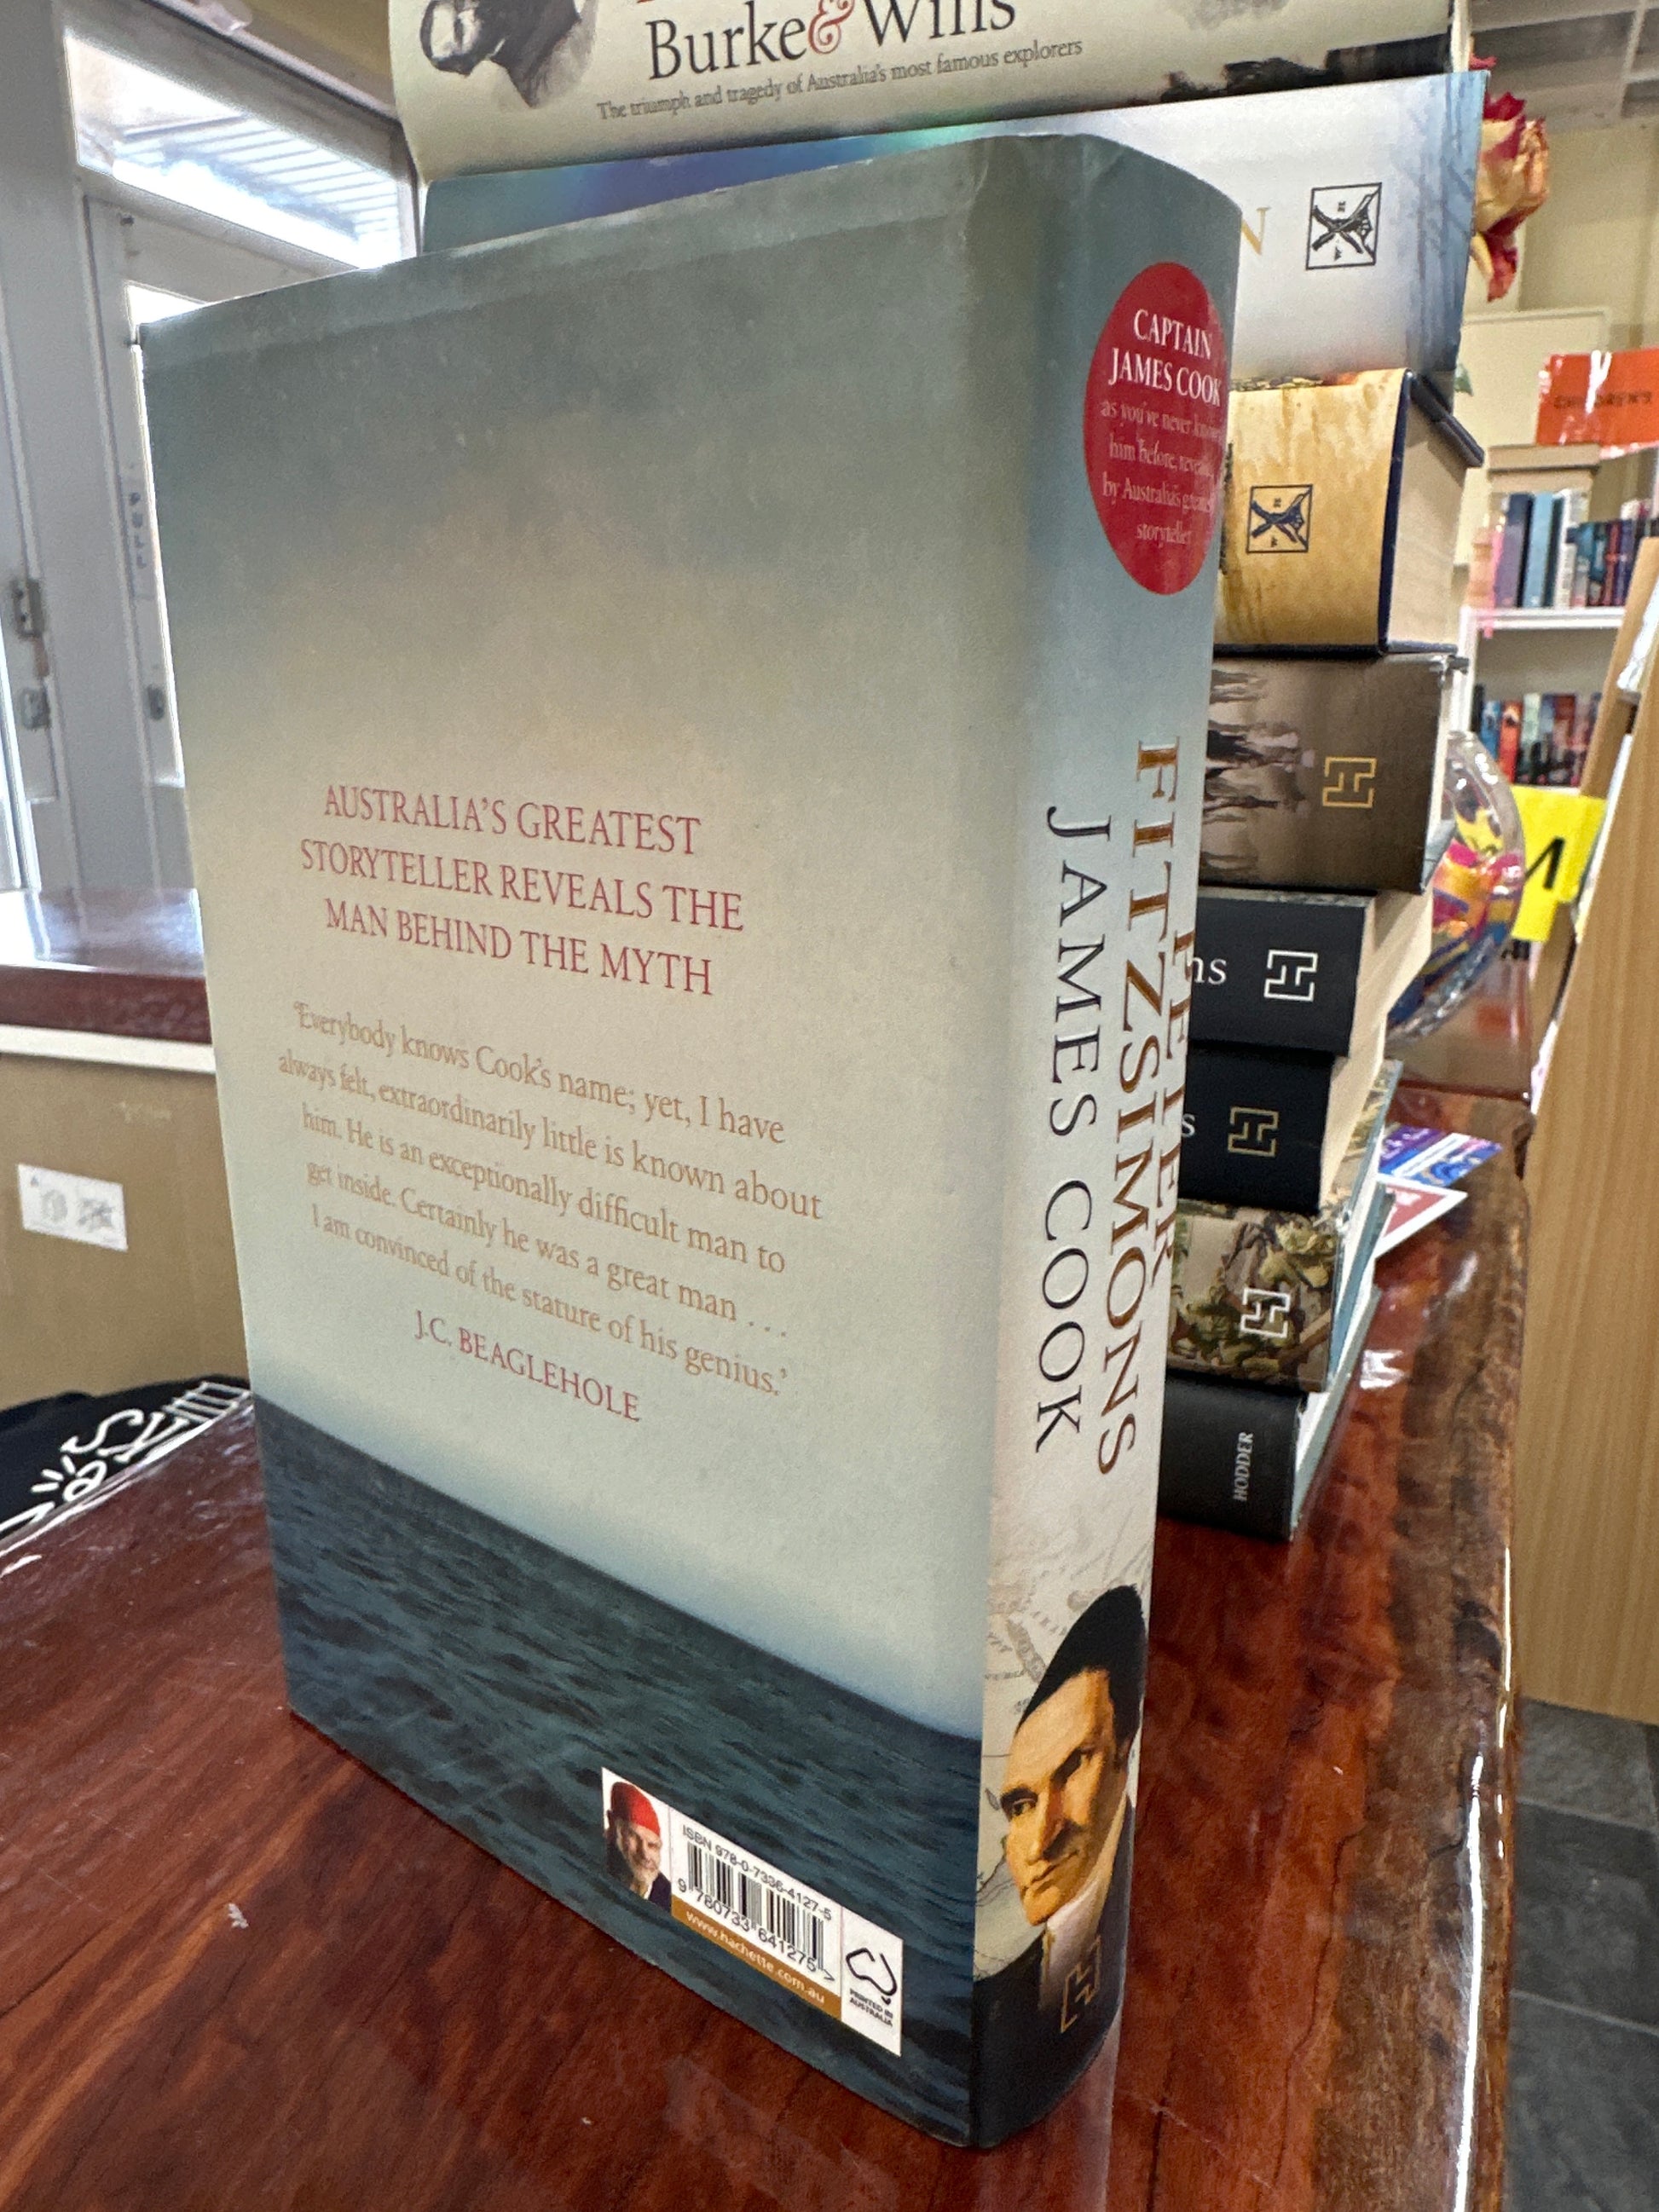 Burke & Wills
The triumph and tragedy of Australia's most famous explorers
N
CAPTAIN
JAMES COOK
as you've never
him before,
by Australia's
storyteller
PETER
FITZSIMONS
JAMES COOK
AUSTRALIA'S GREATEST
STORYTELLER REVEALS THE
MAN BEHIND THE MYTH
'Everybody knows Cook's name; yet, I have
always felt, extraordinarily little is known about
him. He is an exceptionally difficult man to
get inside. Certainly he was a great man . . .
I am convinced of the stature of his genius.'
J.C. BEAGLEHOLE
ISBN 978-0-7336-4127-5
9 780733 641275 >
www.hachette.com.au
PRINTED IN
AUSTRALIA
ns
s
HODDER
CHILDREN'S
PULL